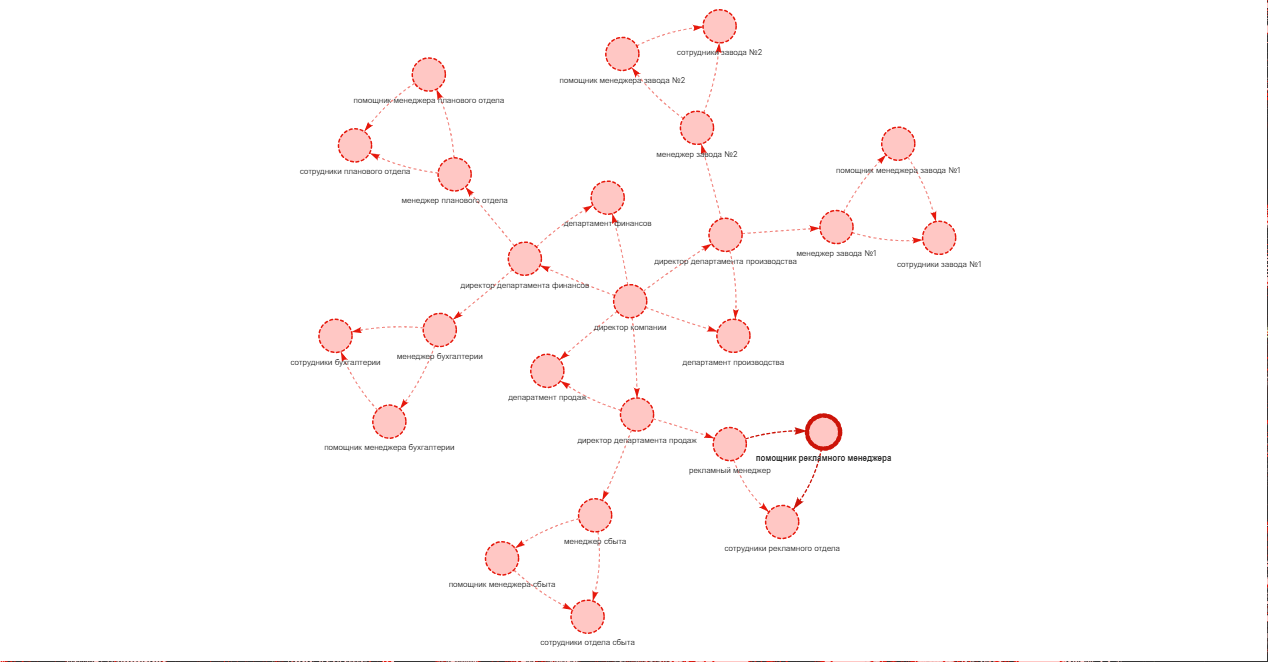 сотрудники завода №2
помощник менеджера завода №2
помощник менеджера планового отдела
менеджер завода №2
помощник менеджера завода №1
сотрудники планового отдела
менеджер планового отдела
департамент финансов
менеджер завода №1
директор департамента производства
сотрудники завода №1
директор департамента финансов
директор компании
менеджер бухгалтерии
сотрудники бухгалтерии
департамент производства
депаратмент продаж
директор департамента продаж
помощник менеджера бухгалтерии
помощник рекламного менеджера
рекламный менеджер
менеджер сбыта
сотрудники рекламного отдела
помощник менеджера сбыта
сотрудники отдела сбыта